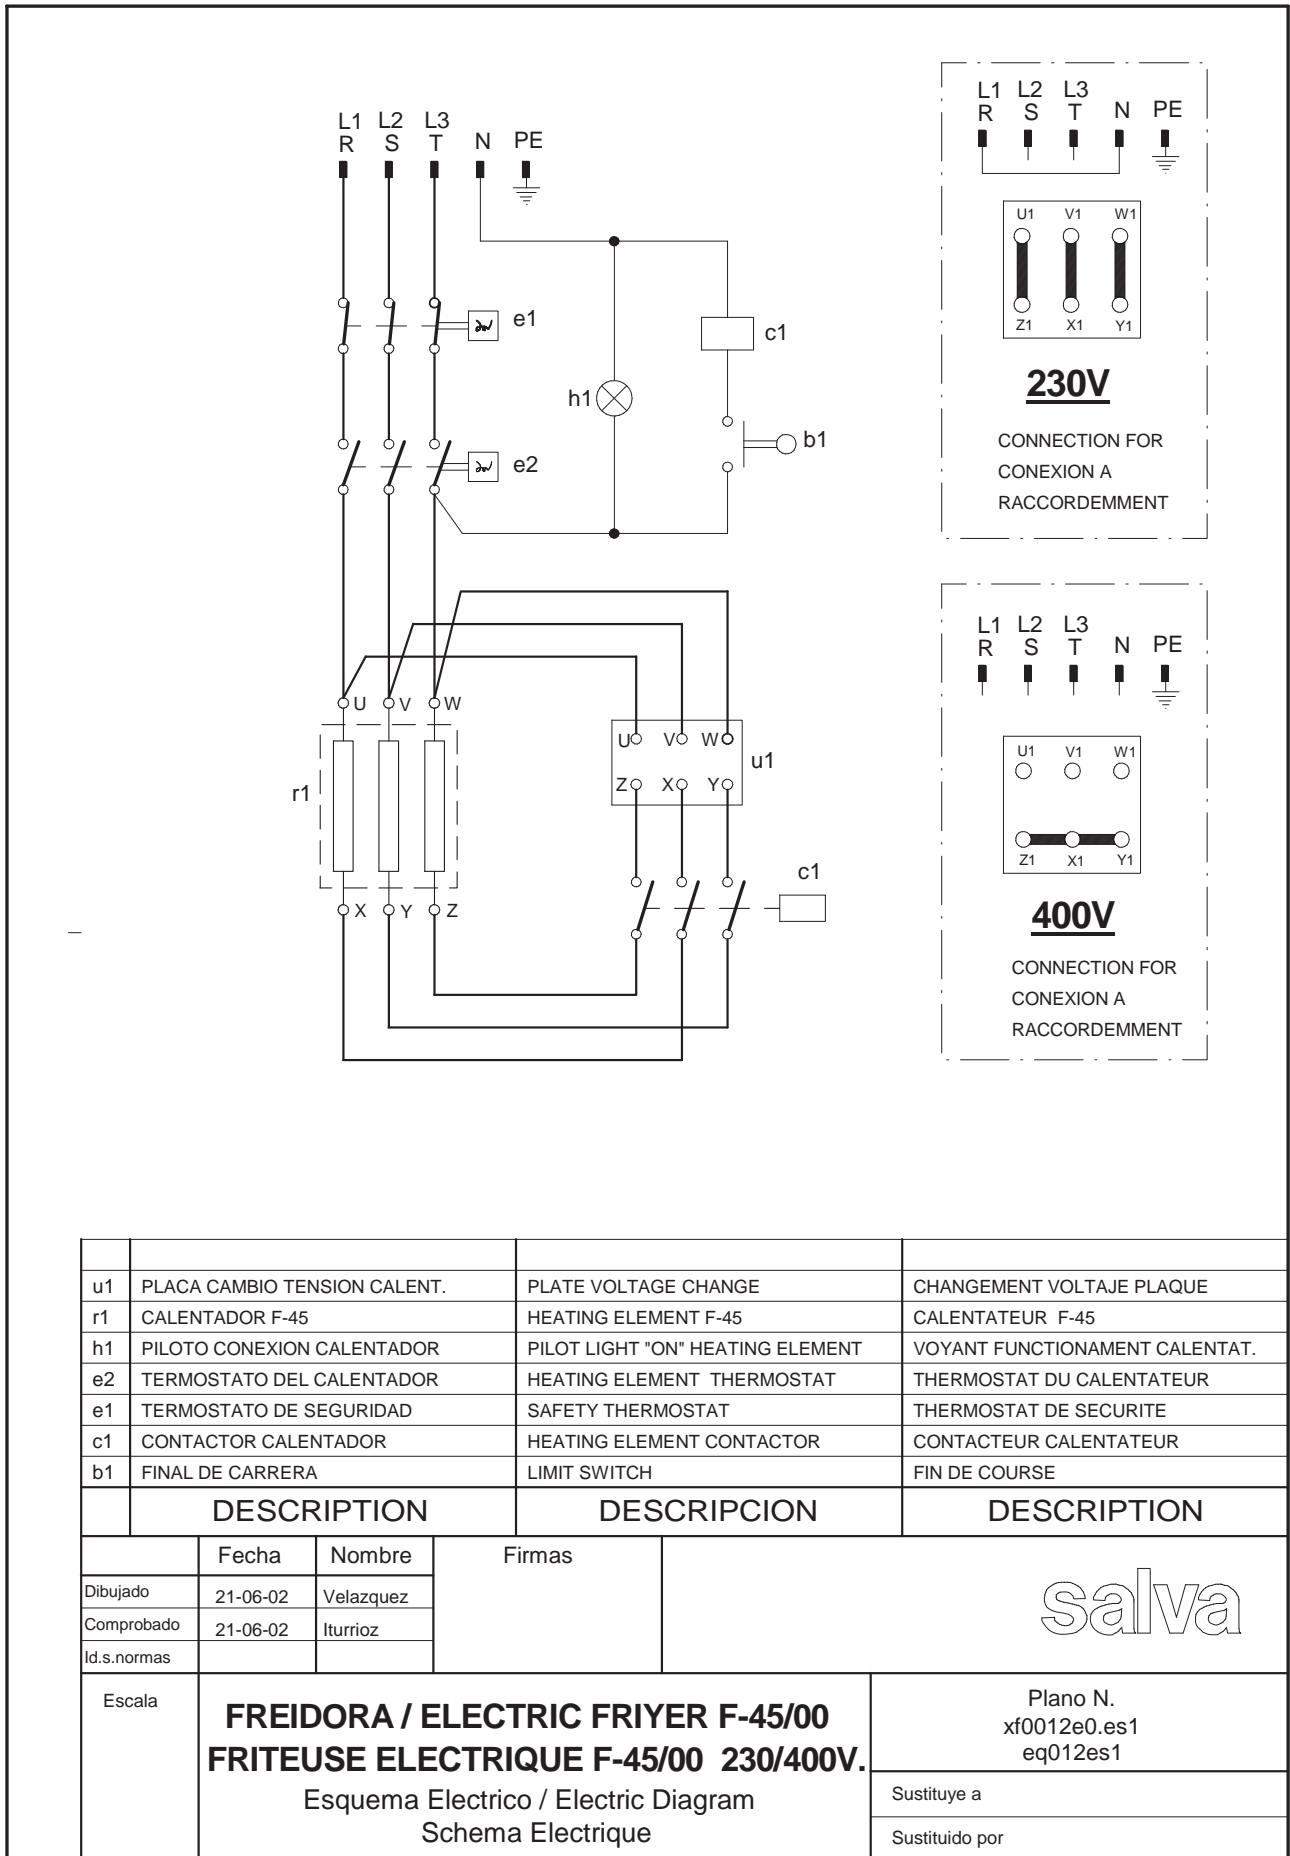 L1 L2 L3
R S T N PE
e1
c1
h1
b1
e2
U V W
r1
X Y Z
U V W
u1
Z X Y
c1
L1 L2 L3
R S T N PE
U1 V1 W1
Z1 X1 Y1
230V
CONNECTION FOR
CONEXION A
RACCORDEMMENT
L1 L2 L3
R S T N PE
U1 V1 W1
Z1 X1 Y1
400V
CONNECTION FOR
CONEXION A
RACCORDEMMENT
u1 PLACA CAMBIO TENSION CALENT. PLATE VOLTAGE CHANGE CHANGEMENT VOLTAJE PLAQUE
r1 CALENTADOR F-45 HEATING ELEMENT F-45 CALENTATEUR F-45
h1 PILOTO CONEXION CALENTADOR PILOT LIGHT "ON" HEATING ELEMENT VOYANT FUNCTIONAMENT CALENTAT.
e2 TERMOSTATO DEL CALENTADOR HEATING ELEMENT THERMOSTAT THERMOSTAT DU CALENTATEUR
e1 TERMOSTATO DE SEGURIDAD SAFETY THERMOSTAT THERMOSTAT DE SECURITE
c1 CONTACTOR CALENTADOR HEATING ELEMENT CONTACTOR CONTACTEUR CALENTATEUR
b1 FINAL DE CARRERA LIMIT SWITCH FIN DE COURSE
DESCRIPTION DESCRIPCION DESCRIPTION
Fecha Nombre Firmas
Dibujado 21-06-02 Velazquez
Comprobado 21-06-02 Iturrioz
Id.s.normas
salva
Escala
FREIDORA / ELECTRIC FRIYER F-45/00
FRITEUSE ELECTRIQUE F-45/00 230/400V.
Esquema Electrico / Electric Diagram
Schema Electrique
Plano N.
xf0012e0.es1
eq012es1
Sustituye a
Sustituido por